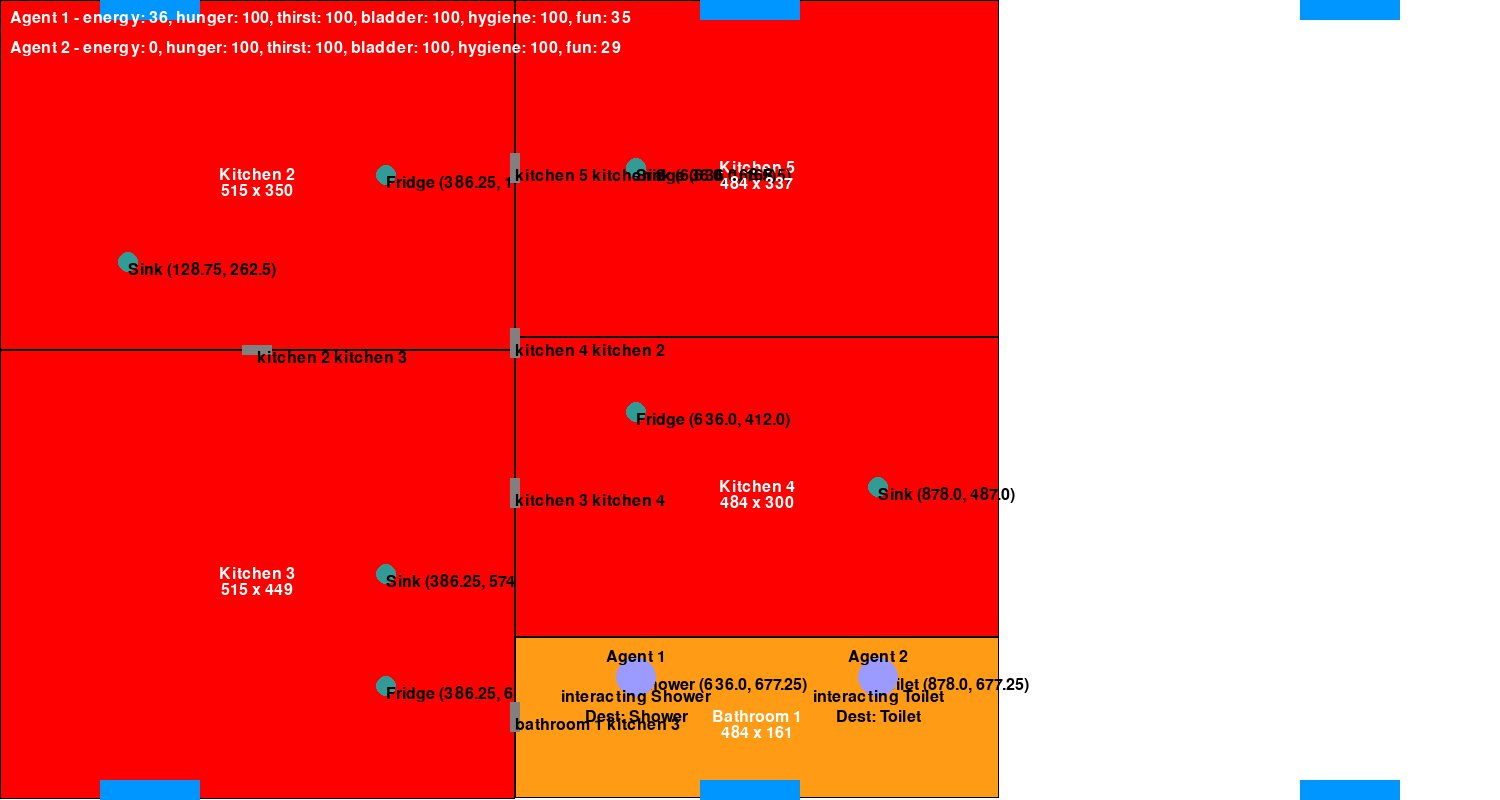 Agent 1 - energy: 36, hunger: 100, thirst: 100, bladder: 100, hygiene: 100, fun: 35
Agent 2 - energy: 0, hunger: 100, thirst: 100, bladder: 100, hygiene: 100, fun: 29
Kitchen 2
515 x 350
Fridge (386.25, 1
Sink (128.75, 262.5)
kitchen 5 kitchen
Kitchen 5
484 x 337
kitchen 2 kitchen 3
kitchen 4 kitchen 2
Fridge (636.0, 412.0)
Kitchen 4
484 x 300
Sink (878.0, 487.0)
kitchen 3 kitchen 4
Kitchen 3
515 x 449
Sink (386.25, 574
Fridge (386.25, 6
Agent 1
ower (636.0, 677.25)
interacting Shower
Dest: Shower
Agent 2
ilet (878.0, 677.25)
interacting Toilet
Dest: Toilet
Bathroom 1
484 x 161
bathroom 1 kitchen 3